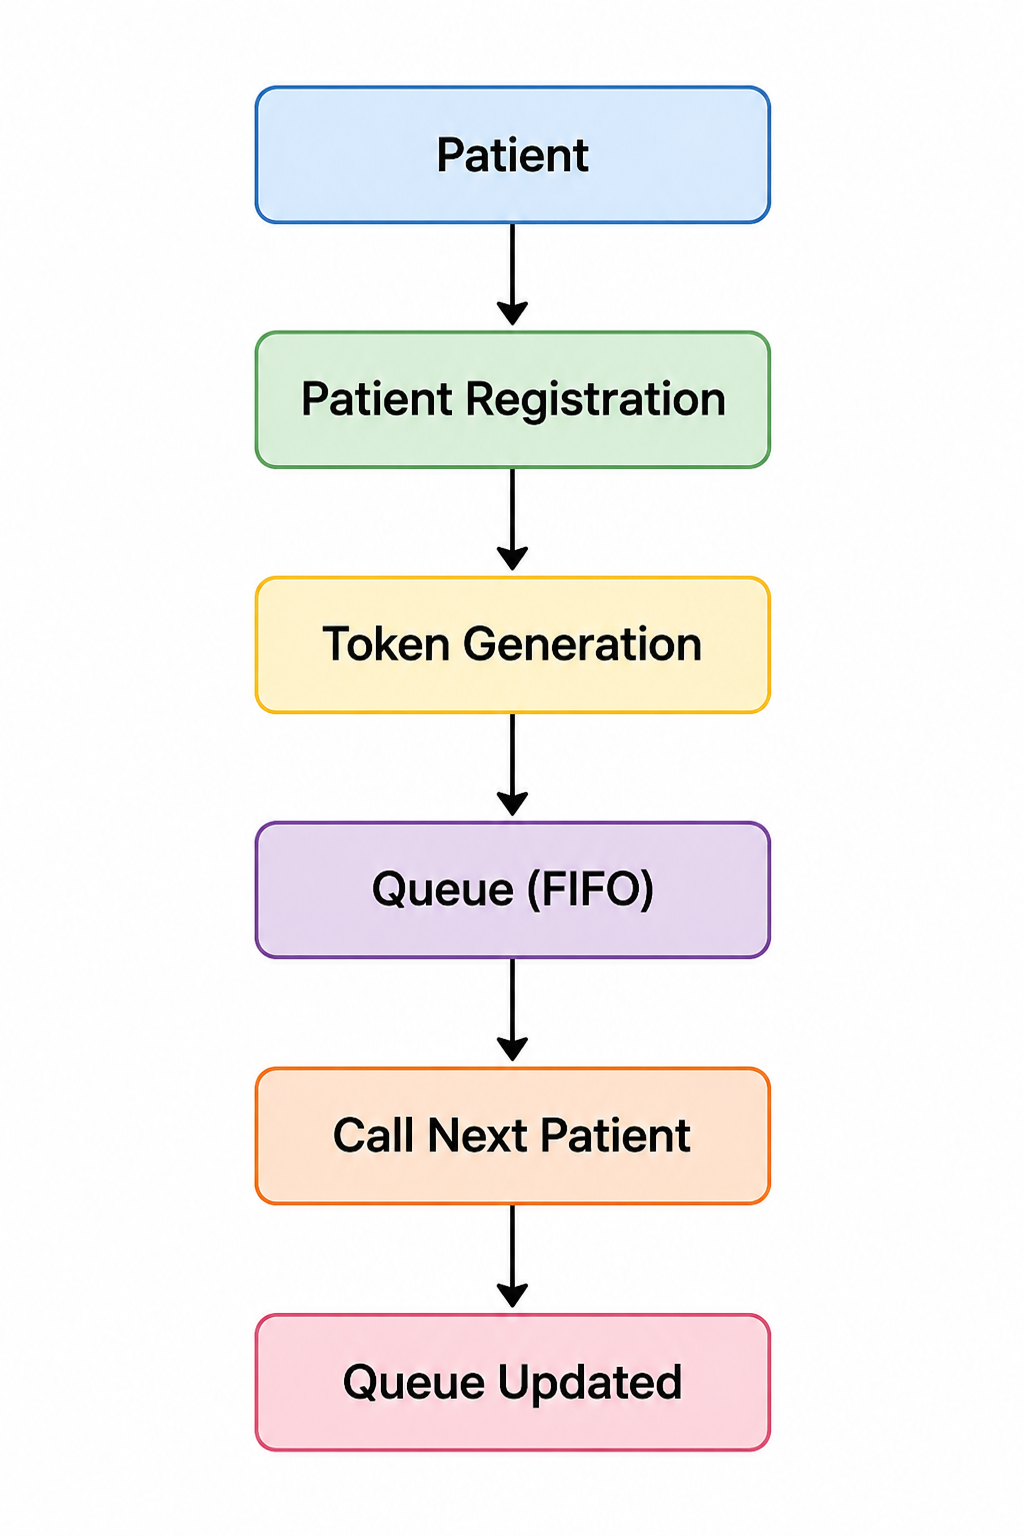 Patient
Patient Registration
Token Generation
Queue (FIFO)
Call Next Patient
Queue Updated